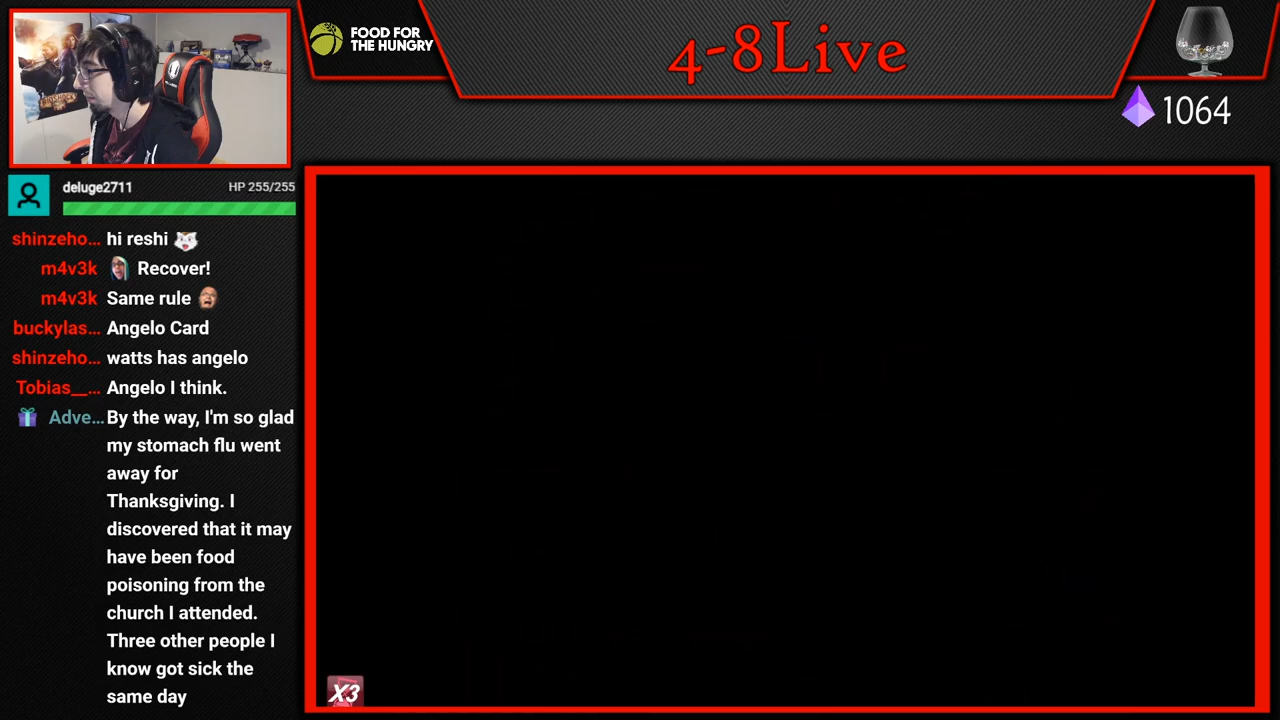 FOOD FOR
THE HUNGRY
4-8Live
1064
deluge2711 HP 255/255
shinzeho... hi reshi
m4v3k Recover!
m4v3k Same rule
buckylas... Angelo Card
shinzeho... watts has angelo
Tobias__... Angelo I think.
Adve... By the way, I'm so glad
my stomach flu went
away for
Thanksgiving. I
discovered that it may
have been food
poisoning from the
church I attended.
Three other people I
know got sick the
same day
X3